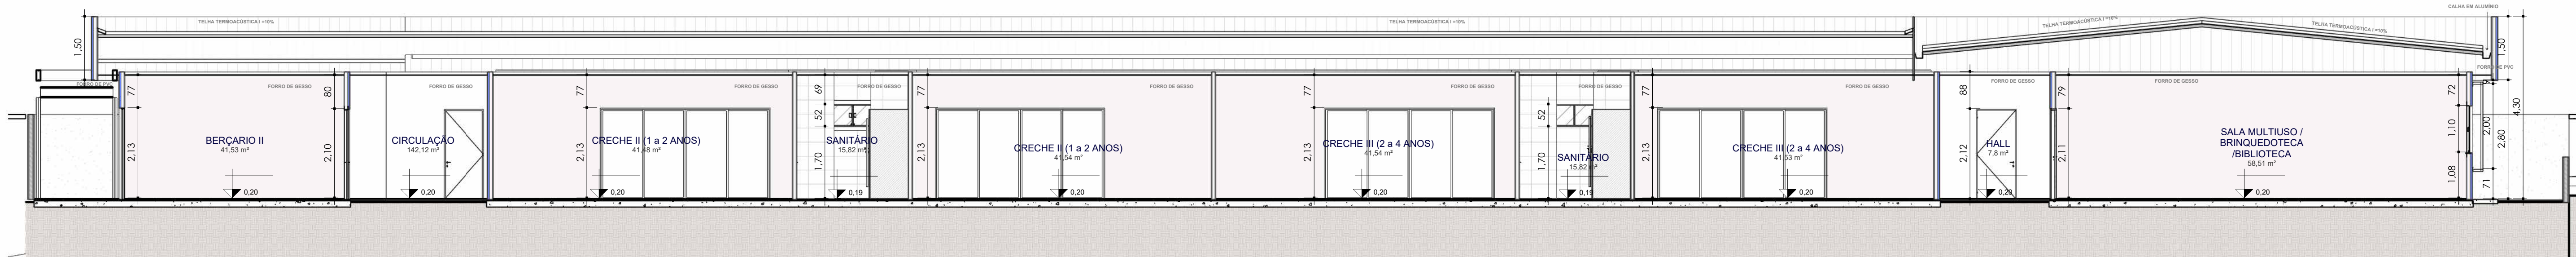 CALHA EM ALUMÍNIO
TELHA TERMOACÚSTICA I =10%
TELHA TERMOACÚSTICA I =10%
TELHA TERMOACÚSTICA I =10%
TELHA TERMOACÚSTICA I =10%
1,50
1,50
FORRO DE PVC
FORRO DE GESSO
FORRO DE GESSO
FORRO DE GESSO
FORRO DE GESSO
FORRO DE GESSO
FORRO DE GESSO
FORRO DE GESSO
FORRO DE GESSO
FORRO DE GESSO
FORRO DE GESSO
FORRO DE PVC
77
80
77
69
77
77
77
88
79
72
52
52
4,30
BERÇARIO II
41,53 m²
CIRCULAÇÃO
142,12 m²
CRECHE II (1 a 2 ANOS)
41,48 m²
SANITÁRIO
15,82 m²
CRECHE II (1 a 2 ANOS)
41,54 m²
CRECHE III (2 a 4 ANOS)
41,54 m²
SANITÁRIO
15,82 m²
CRECHE III (2 a 4 ANOS)
41,53 m²
HALL
7,8 m²
SALA MULTIUSO /
BRINQUEDOTECA
/BIBLIOTECA
58,51 m²
2,13
2,10
2,13
1,70
2,13
2,13
1,70
2,13
2,12
2,11
1,10
2,00
2,80
1,08
71
0,20
0,20
0,20
0,19
0,20
0,20
0,19
0,20
0,20
0,20